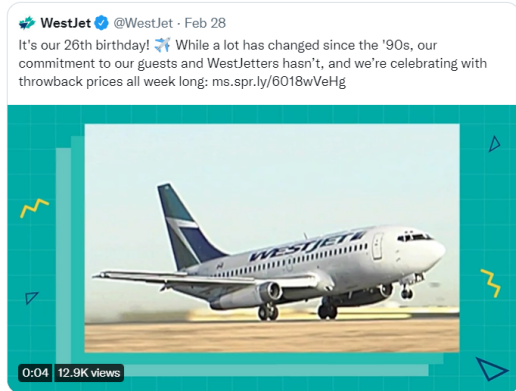 WestJet @WestJet · Feb 28
It's our 26th birthday! ✈️ While a lot has changed since the '90s, our
commitment to our guests and WestJetters hasn't, and we're celebrating with
throwback prices all week long: ms.spr.ly/6018wVeHg
WESTJET
0:04 12.9K views